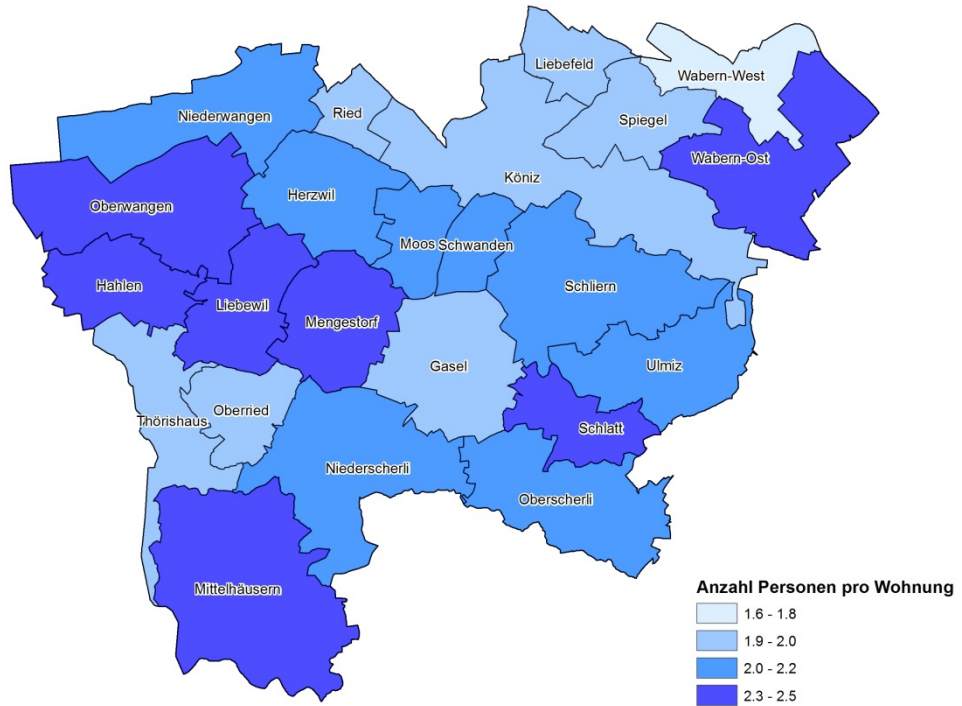 Liebefeld
Wabern-West
Niederwangen
Ried
Spiegel
Wabern-Ost
Köniz
Herzwil
Oberwangen
Moos
Schwanden
Hahlen
Liebewil
Schliern
Mengestorf
Gasel
Ulmiz
Thörishaus
Oberried
Schlatt
Niederscherli
Oberscherli
Mittelhäusern
Anzahl Personen pro Wohnung
1.6 - 1.8
1.9 - 2.0
2.0 - 2.2
2.3 - 2.5